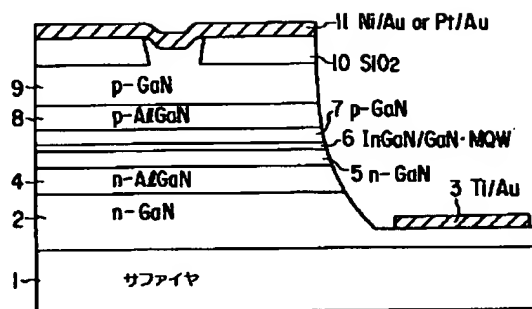 11 Ni/Au or Pt/Au
10 SiO2
9 p-GaN
8 p-AlGaN
7 p-GaN
6 InGaN/GaN・MQW
5 n-GaN
4 n-AlGaN
3 Ti/Au
2 n-GaN
1 サファイヤ